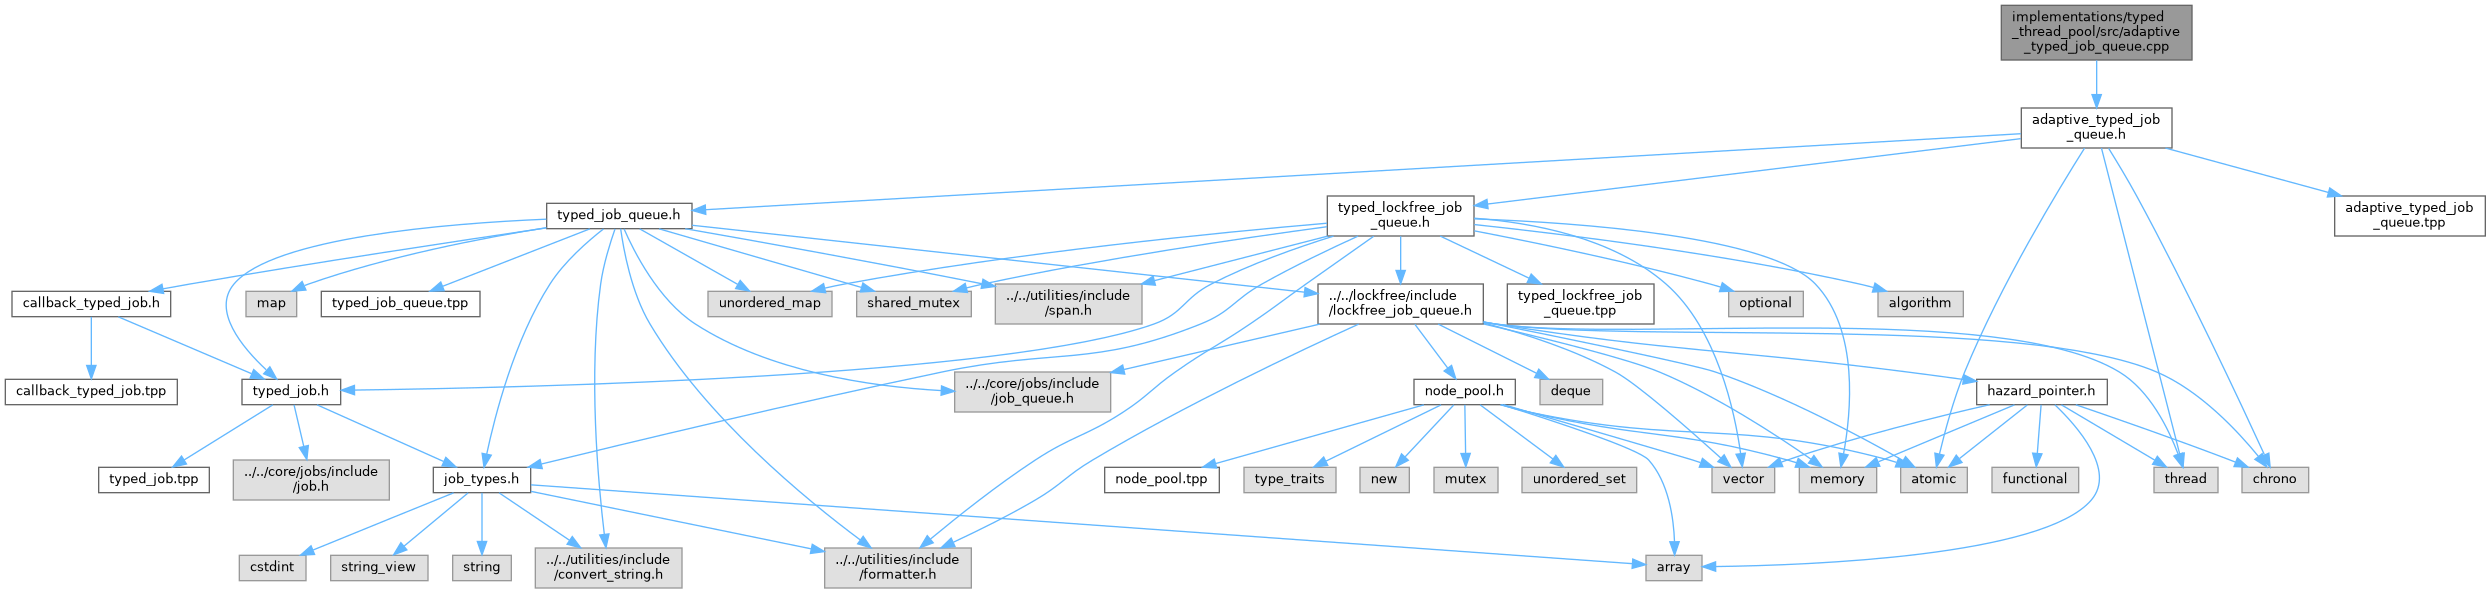 implementations/typed
_thread_pool/src/adaptive
_typed_job_queue.cpp
adaptive_typed_job
_queue.h
typed_job_queue.h
typed_lockfree_job
_queue.h
adaptive_typed_job
_queue.tpp
callback_typed_job.h
map
typed_job_queue.tpp
unordered_map
shared_mutex
../../utilities/include
/span.h
../../lockfree/include
/lockfree_job_queue.h
typed_lockfree_job
_queue.tpp
optional
algorithm
callback_typed_job.tpp
typed_job.h
../../core/jobs/include
/job_queue.h
node_pool.h
deque
hazard_pointer.h
typed_job.tpp
../../core/jobs/include
/job.h
job_types.h
node_pool.tpp
type_traits
new
mutex
unordered_set
vector
memory
atomic
functional
thread
chrono
cstdint
string_view
string
../../utilities/include
/convert_string.h
../../utilities/include
/formatter.h
array